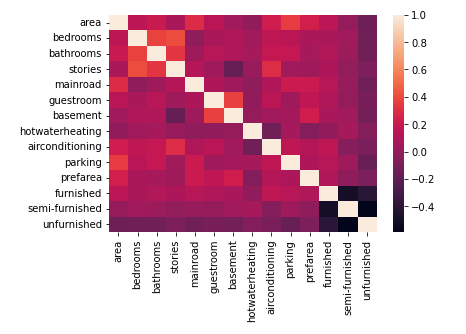 area
bedrooms
bathrooms
stories
mainroad
guestroom
basement
hotwaterheating
airconditioning
parking
prefarea
furnished
semi-furnished
unfurnished
area
bedrooms
bathrooms
stories
mainroad
guestroom
basement
hotwaterheating
airconditioning
parking
prefarea
furnished
semi-furnished
unfurnished
1.0
0.8
0.6
0.4
0.2
0.0
−0.2
−0.4